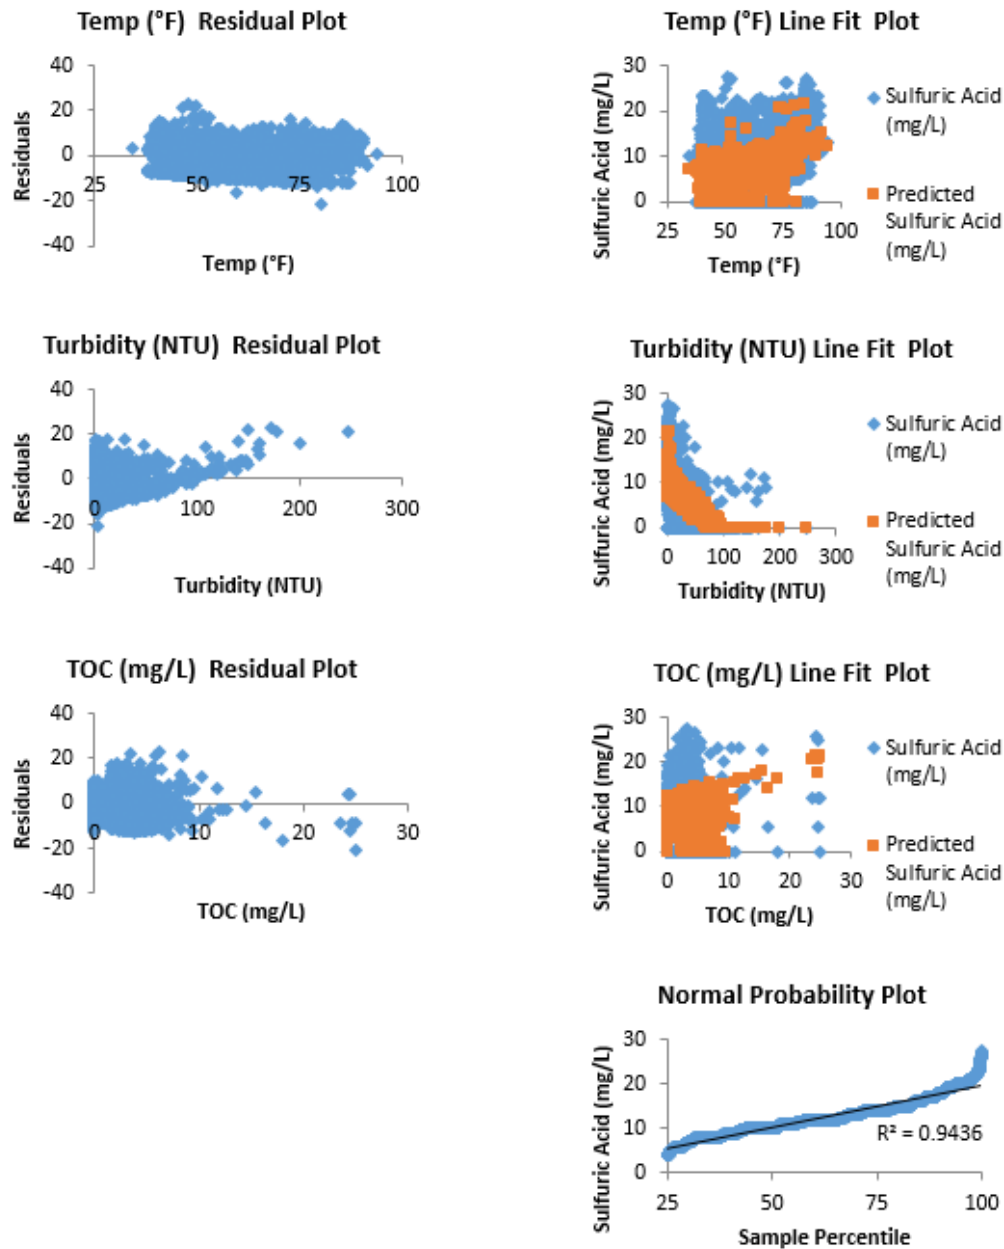 Temp (°F) Residual Plot
40
20
0
-20
-40
25
50
75
100
Residuals
Temp (°F)
Temp (°F) Line Fit Plot
30
20
10
0
25
50
75
100
Sulfuric Acid (mg/L)
Temp (°F)
Sulfuric Acid
(mg/L)
Predicted
Sulfuric Acid
(mg/L)
Turbidity (NTU) Residual Plot
40
20
0
-20
-40
0
100
200
300
Residuals
Turbidity (NTU)
Turbidity (NTU) Line Fit Plot
30
20
10
0
0
100
200
300
Sulfuric Acid (mg/L)
Turbidity (NTU)
Sulfuric Acid
(mg/L)
Predicted
Sulfuric Acid
(mg/L)
TOC (mg/L) Residual Plot
40
20
0
-20
-40
0
10
20
30
Residuals
TOC (mg/L)
TOC (mg/L) Line Fit Plot
30
20
10
0
0
10
20
30
Sulfuric Acid (mg/L)
TOC (mg/L)
Sulfuric Acid
(mg/L)
Predicted
Sulfuric Acid
(mg/L)
Normal Probability Plot
30
20
10
0
25
50
75
100
Sulfuric Acid (mg/L)
R² = 0.9436
Sample Percentile